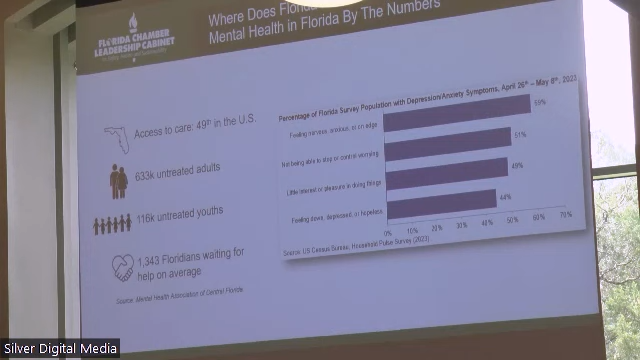 FLORIDA CHAMBER
LEADERSHIP CABINET
Where Does
Mental Health in Florida By The Numbers
Access to care: 49th in the U.S.
633k untreated adults
116k untreated youths
1,343 Floridians waiting for
help on average
Source: Mental Health Association of Central Florida
Percentage of Florida Survey Population with Depression/Anxiety Symptoms, April 26th – May 8th, 2023
Feeling nervous, anxious, or on edge
Not being able to stop or control worrying
51%
Little interest or pleasure in doing things
49%
Feeling down, depressed, or hopeless
44%
0% 10% 20% 30% 40% 50% 60% 70%
Source: US Census Bureau, Household Pulse Survey (2023)
Silver Digital Media